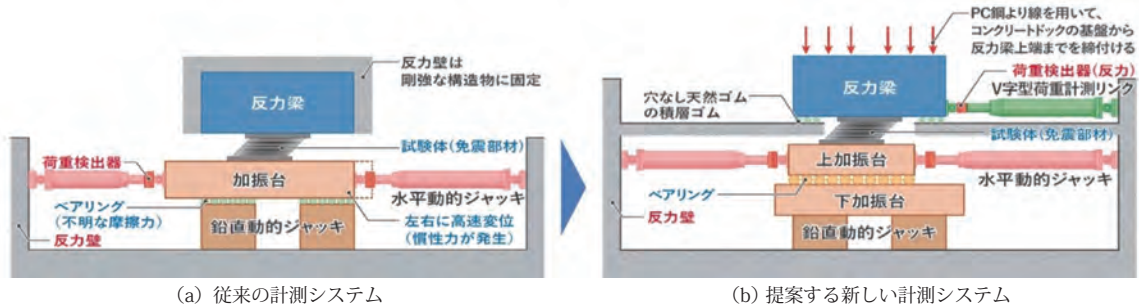 反力壁は
剛強な構造物に固定
反力梁
試験体(免震部材)
荷重検出器
加振台
水平動的ジャッキ
ベアリング
(不明な摩擦力)
反力壁
鉛直動的ジャッキ
左右に高速変位
(慣性力が発生)
(a) 従来の計測システム
PC鋼より線を用いて、
コンクリートドックの基盤から
反力梁上端までを締付ける
反力梁
荷重検出器(反力)
V字型荷重計測リンク
穴なし天然ゴム
の積層ゴム
試験体(免震部材)
上加振台
水平動的ジャッキ
ベアリング
下加振台
反力壁
鉛直動的ジャッキ
(b) 提案する新しい計測システム